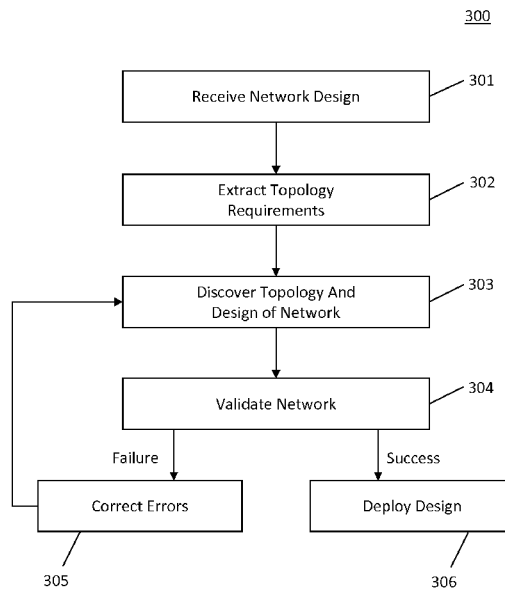 300
Receive Network Design
301
Extract Topology
Requirements
302
Discover Topology And
Design of Network
303
Validate Network
304
Failure
Success
Correct Errors
Deploy Design
305
306